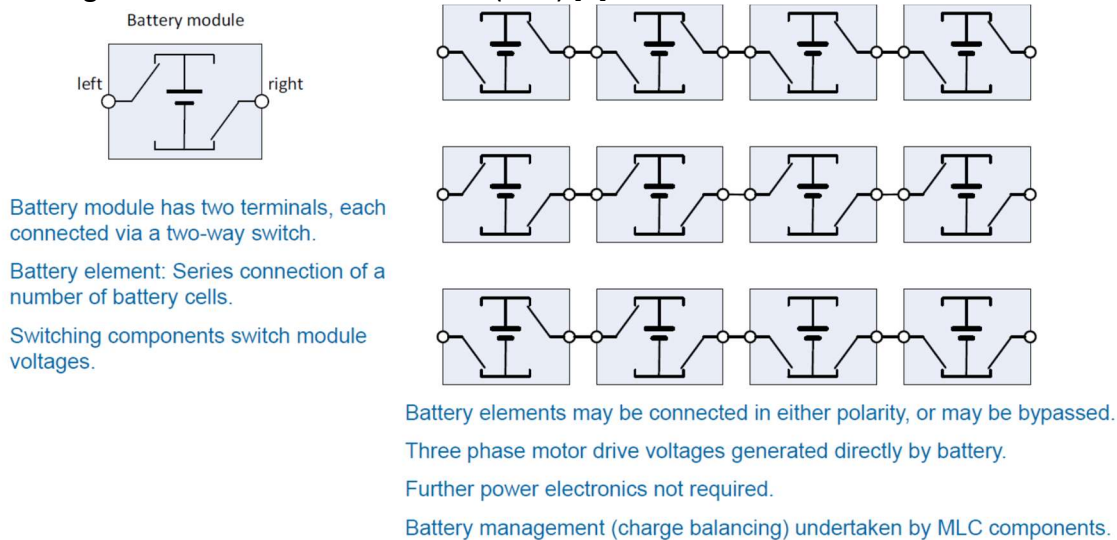 Battery module
left
right
Battery module has two terminals, each
connected via a two-way switch.
Battery element: Series connection of a
number of battery cells.
Switching components switch module
voltages.
Battery elements may be connected in either polarity, or may be bypassed.
Three phase motor drive voltages generated directly by battery.
Further power electronics not required.
Battery management (charge balancing) undertaken by MLC components.